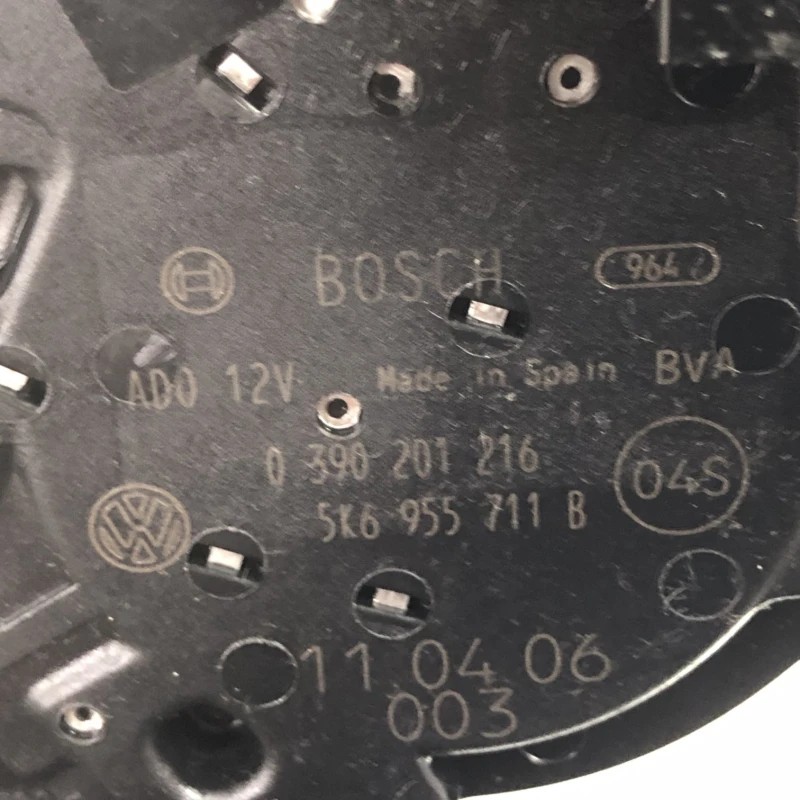 BOSCH
964
AD0 12V Made in Spain BVA
0 390 201 216
04S
5K6 955 711 B
11 04 06
003